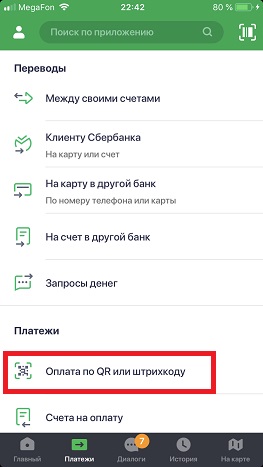 MegaFon 22:42 80 %
Поиск по приложению
Переводы
Между своими счетами
Клиенту Сбербанка
На карту или счет
На карту в другой банк
По номеру телефона или карты
На счет в другой банк
Запросы денег
Платежи
Оплата по QR или штрихкоду
Счета на оплату
7
Главный Платежи Диалоги История На карте